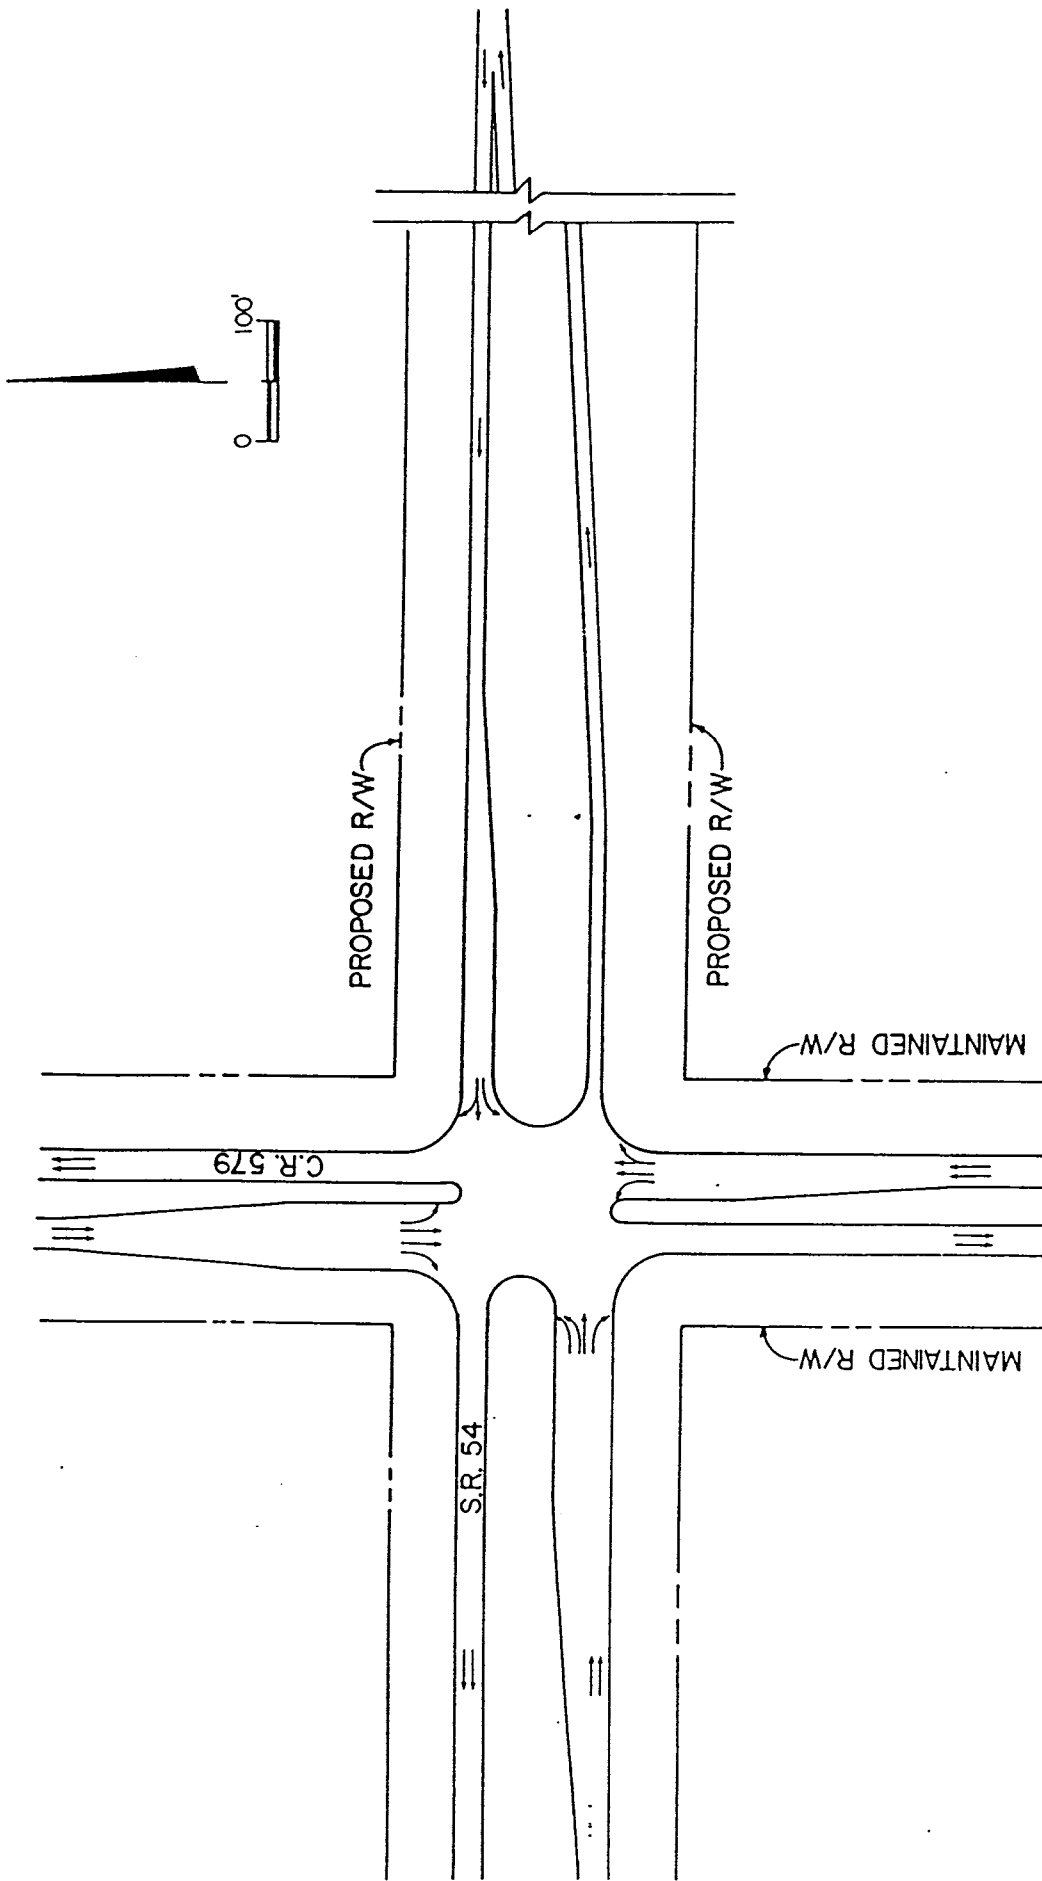 0 100'
PROPOSED R/W
PROPOSED R/W
MAINTAINED R/W
C.R. 579
MAINTAINED R/W
S.R. 54